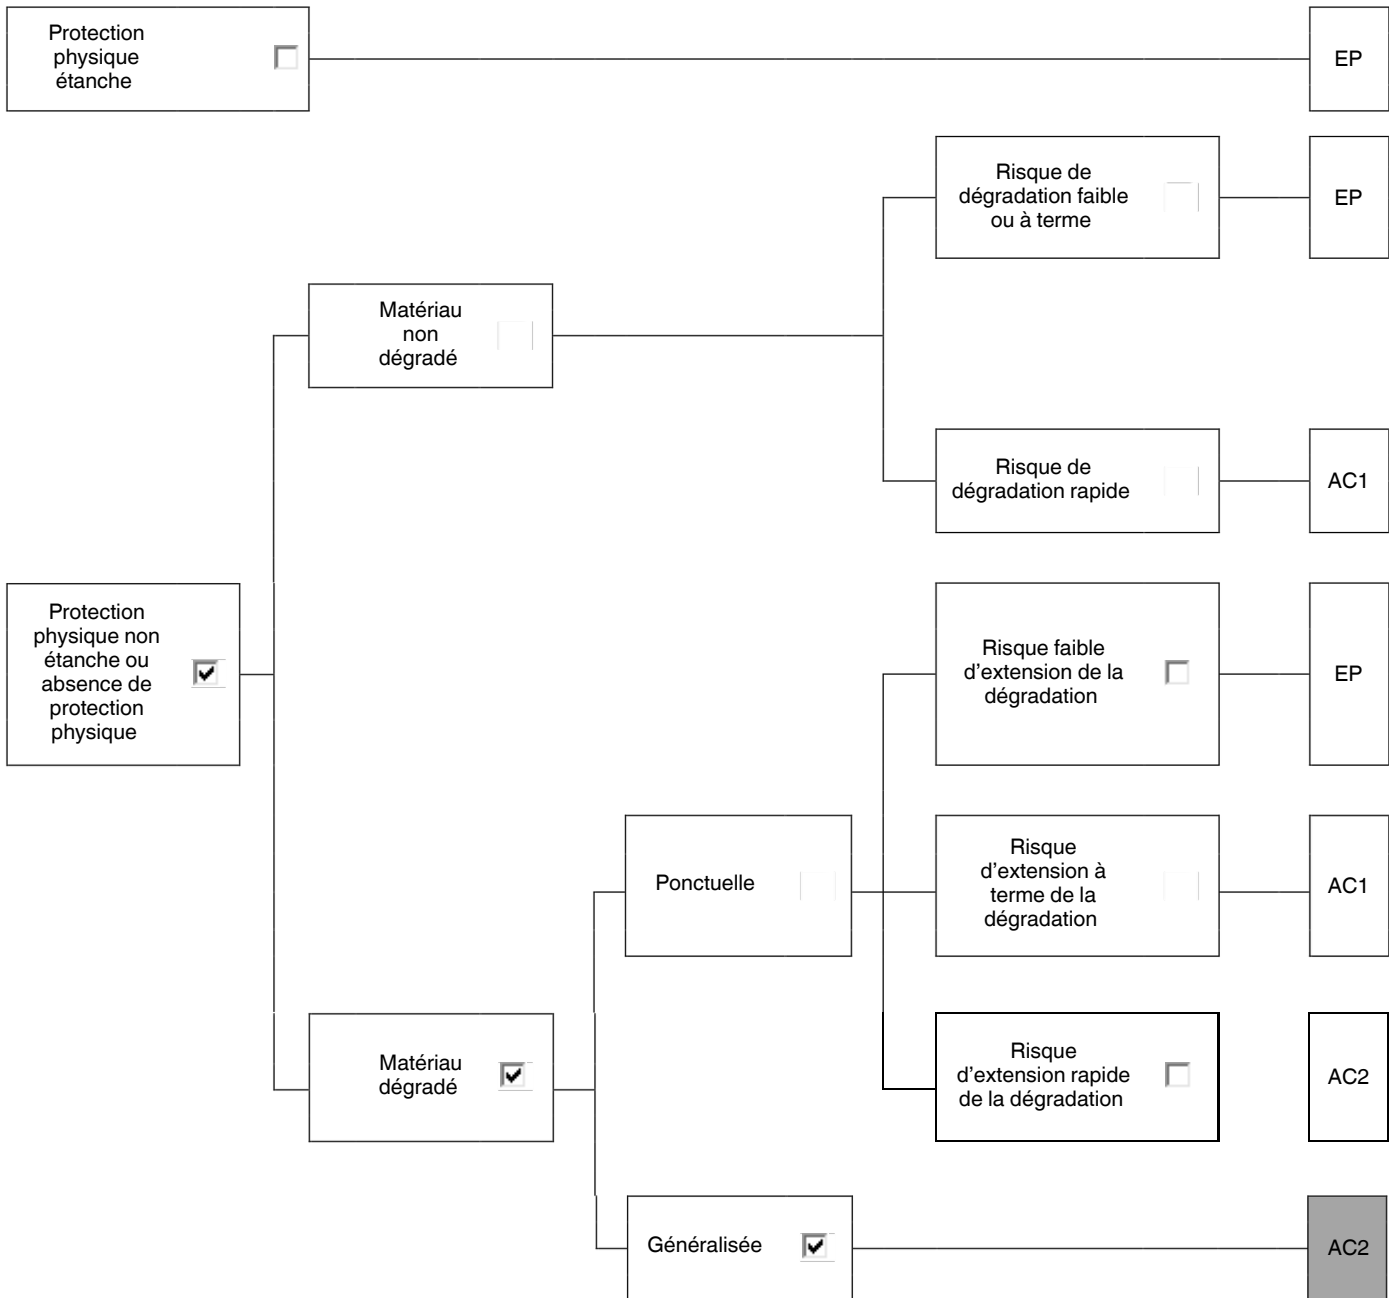 Protection
physique
étanche
EP
Risque de
dégradation faible
ou à terme
EP
Matériau
non
dégradé
Risque de
dégradation rapide
AC1
Protection
physique non
étanche ou
absence de
protection
physique
Risque faible
d'extension de la
dégradation
EP
Ponctuelle
Risque
d'extension à
terme de la
dégradation
AC1
Matériau
dégradé
Risque
d'extension rapide
de la dégradation
AC2
Généralisée
AC2